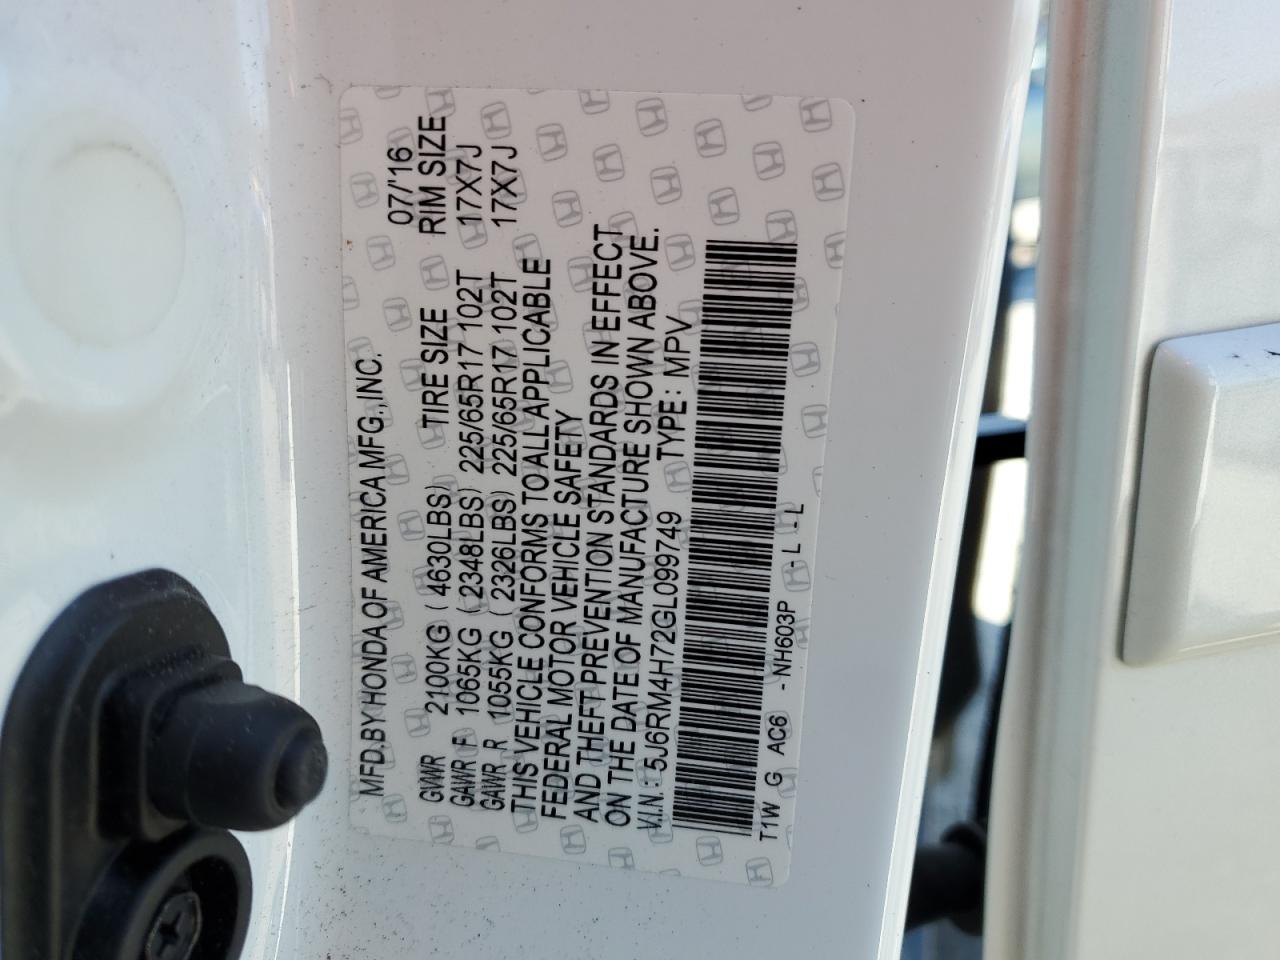 MFD.BY HONDA OF AMERICA MFG.,INC. 07/'16
GVWR 2100KG ( 4630LBS) TIRE SIZE RIM SIZE
GAWR F 1065KG ( 2348LBS) 225/65R17 102T 17X7J
GAWR R 1055KG ( 2326LBS) 225/65R17 102T 17X7J
THIS VEHICLE CONFORMS TO ALL APPLICABLE
FEDERAL MOTOR VEHICLE SAFETY
AND THEFT PREVENTION STANDARDS IN EFFECT
ON THE DATE OF MANUFACTURE SHOWN ABOVE.
V.I.N.: 5J6RM4H72GL099749 TYPE: MPV
T1W G AC6 - NH603P - L - L